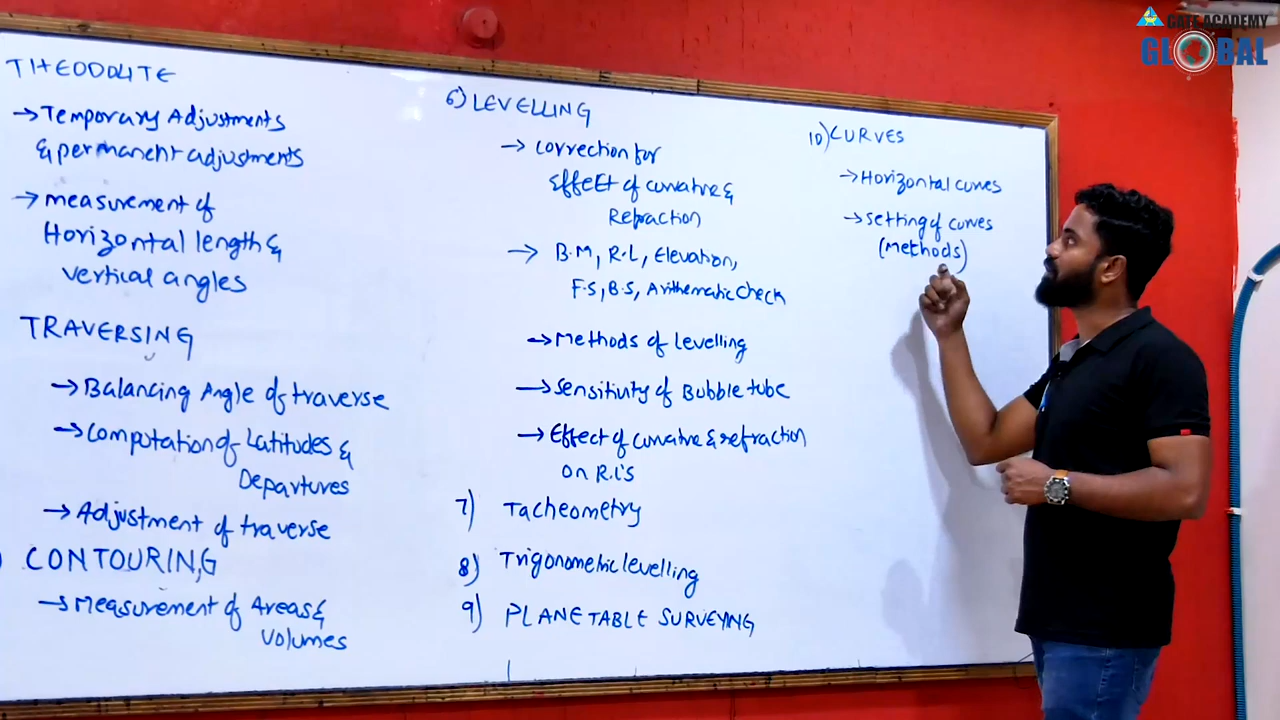 THEODOLITE
→ Temporary Adjustments
& permanent adjustments
→ measurement of
Horizontal length &
vertical angles
TRAVERSING
→ Balancing Angle of traverse
→ Computation of Latitudes &
Departures
→ Adjustment of traverse
) CONTOURING
→ Measurement of Areas &
volumes
6) LEVELLING
→ correction for
Effect of curvatre &
Refraction
→ B.M, R.L, Elevation,
F.S, B.S, Arithematic check
→ Methods of levelling
→ Sensitivity of Bubble tube
→ Effect of curvatre & refraction
on R.L'S
7) Tacheometry
8) Trigonometric levelling
9) PLANE TABLE SURVEYING
10) CURVES
→ Horizontal curves
→ setting of curves
(Methods)
GATE ACADEMY
GLOBAL